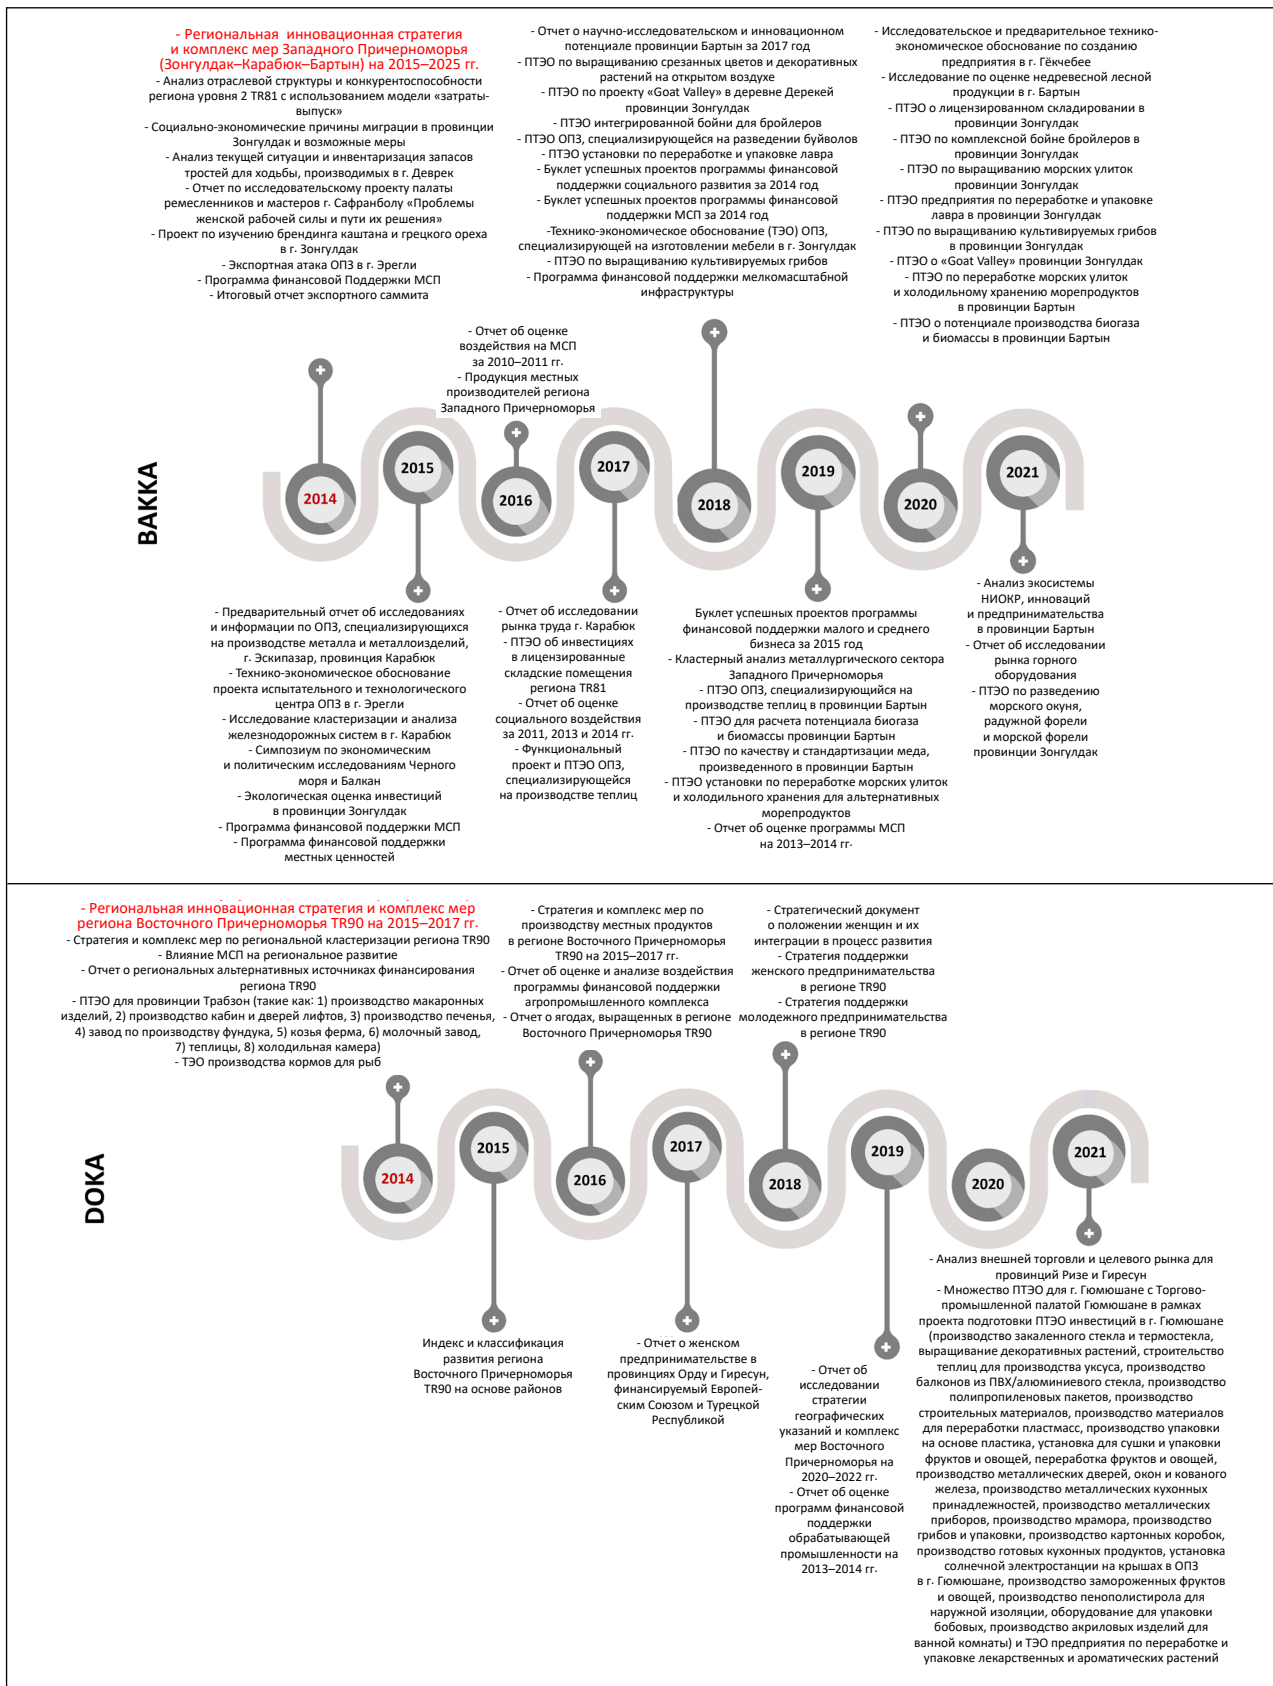 - Региональная инновационная стратегия
и комплекс мер Западного Причерноморья
(Зонгулдак–Карабюк–Бартын) на 2015–2025 гг.
- Анализ отраслевой структуры и конкурентоспособности
региона уровня 2 TR81 с использованием модели «затраты-
выпуск»
- Социально-экономические причины миграции в провинции
Зонгулдак и возможные меры
- Анализ текущей ситуации и инвентаризация запасов
тростей для ходьбы, производимых в г. Деврек
- Отчет по исследовательскому проекту палаты
ремесленников и мастеров г. Сафранболу «Проблемы
женской рабочей силы и пути их решения»
- Проект по изучению брендинга каштана и грецкого ореха
в г. Зонгулдак
- Экспортная атака ОПЗ в г. Эрегли
- Программа финансовой Поддержки МСП
- Итоговый отчет экспортного саммита
- Отчет об оценке
воздействия на МСП
за 2010–2011 гг.
- Продукция местных
производителей региона
Западного Причерноморья
- Отчет о научно-исследовательском и инновационном
потенциале провинции Бартын за 2017 год
- ПТЭО по выращиванию срезанных цветов и декоративных
растений на открытом воздухе
- ПТЭО по проекту «Goat Valley» в деревне Дерекей
провинции Зонгулдак
- ПТЭО интегрированной бойни для бройлеров
- ПТЭО ОПЗ, специализирующейся на разведении буйволов
- ПТЭО установки по переработке и упаковке лавра
- Буклет успешных проектов программы финансовой
поддержки социального развития за 2014 год
- Буклет успешных проектов программы финансовой
поддержки МСП за 2014 год
-Технико-экономическое обоснование (ТЭО) ОПЗ,
специализирующей на изготовлении мебели в г. Зонгулдак
- ПТЭО по выращиванию культивируемых грибов
- Программа финансовой поддержки мелкомасштабной
инфраструктуры
- Исследовательское и предварительное технико-
экономическое обоснование по созданию
предприятия в г. Гёкчебее
- Исследование по оценке недревесной лесной
продукции в г. Бартын
- ПТЭО о лицензированном складировании в
провинции Зонгулдак
- ПТЭО по комплексной бойне бройлеров в
провинции Зонгулдак
- ПТЭО по выращиванию морских улиток
провинции Зонгулдак
- ПТЭО предприятия по переработке и упаковке
лавра в провинции Зонгулдак
- ПТЭО по выращиванию культивируемых грибов
в провинции Зонгулдак
- ПТЭО о «Goat Valley» провинции Зонгулдак
- ПТЭО по переработке морских улиток
и холодильному хранению морепродуктов
в провинции Бартын
- ПТЭО о потенциале производства биогаза
и биомассы в провинции Бартын
BAKKA
2014
2015
2016
2017
2018
2019
2020
2021
- Предварительный отчет об исследованиях
и информации по ОПЗ, специализирующихся
на производстве металла и металлоизделий,
г. Эскипазар, провинция Карабюк
- Технико-экономическое обоснование
проекта испытательного и технологического
центра ОПЗ в г. Эрегли
- Исследование кластеризации и анализа
железнодорожных систем в г. Карабюк
- Симпозиум по экономическим
и политическим исследованиям Черного
моря и Балкан
- Экологическая оценка инвестиций
в провинции Зонгулдак
- Программа финансовой поддержки МСП
- Программа финансовой поддержки
местных ценностей
- Отчет об исследовании
рынка труда г. Карабюк
- ПТЭО об инвестициях
в лицензированные
складские помещения
региона TR81
- Отчет об оценке
социального воздействия
за 2011, 2013 и 2014 гг.
- Функциональный
проект и ПТЭО ОПЗ,
специализирующейся
на производстве теплиц
Буклет успешных проектов программы
финансовой поддержки малого и среднего
бизнеса за 2015 год
- Кластерный анализ металлургического сектора
Западного Причерноморья
- ПТЭО ОПЗ, специализирующийся на
производстве теплиц в провинции Бартын
- ПТЭО для расчета потенциала биогаза
и биомассы провинции Бартын
- ПТЭО по качеству и стандартизации меда,
произведенного в провинции Бартын
- ПТЭО установки по переработке морских улиток
и холодильного хранения для альтернативных
морепродуктов
- Отчет об оценке программы МСП
на 2013–2014 гг.
- Анализ экосистемы
НИОКР, инноваций
и предпринимательства
в провинции Бартын
- Отчет об исследовании
рынка горного
оборудования
- ПТЭО по разведению
морского окуня,
радужной форели
и морской форели
провинции Зонгулдак
- Региональная инновационная стратегия и комплекс мер
региона Восточного Причерноморья TR90 на 2015–2017 гг.
- Стратегия и комплекс мер по региональной кластеризации региона TR90
- Влияние МСП на региональное развитие
- Отчет о региональных альтернативных источниках финансирования
региона TR90
- ПТЭО для провинции Трабзон (такие как: 1) производство макаронных
изделий, 2) производство кабин и дверей лифтов, 3) производство печенья,
4) завод по производству фундука, 5) козья ферма, 6) молочный завод,
7) теплицы, 8) холодильная камера)
- ТЭО производства кормов для рыб
- Стратегия и комплекс мер по
производству местных продуктов
в регионе Восточного Причерноморья
TR90 на 2015–2017 гг.
- Отчет об оценке и анализе воздействия
программы финансовой поддержки
агропромышленного комплекса
- Отчет о ягодах, выращенных в регионе
Восточного Причерноморья TR90
- Стратегический документ
о положении женщин и их
интеграции в процесс развития
- Стратегия поддержки
женского предпринимательства
в регионе TR90
- Стратегия поддержки
молодежного предпринимательства
в регионе TR90
DOKA
2014
2015
2016
2017
2018
2019
2020
2021
Индекс и классификация
развития региона
Восточного Причерноморья
TR90 на основе районов
- Отчет о женском
предпринимательстве в
провинциях Орду и Гиресун,
финансируемый Европей-
ским Союзом и Турецкой
Республикой
- Отчет об
исследовании
стратегии
географических
указаний и комплекс
мер Восточного
Причерноморья на
2020–2022 гг.
- Отчет об оценке
программ финансовой
поддержки
обрабатывающей
промышленности на
2013–2014 гг.
- Анализ внешней торговли и целевого рынка для
провинций Ризе и Гиресун
- Множество ПТЭО для г. Гюмюшане с Торгово-
промышленной палатой Гюмюшане в рамках
проекта подготовки ПТЭО инвестиций в г. Гюмюшане
(производство закаленного стекла и термостекла,
выращивание декоративных растений, строительство
теплиц для производства уксуса, производство
балконов из ПВХ/алюминиевого стекла, производство
полипропиленовых пакетов, производство
строительных материалов, производство материалов
для переработки пластмасс, производство упаковки
на основе пластика, установка для сушки и упаковки
фруктов и овощей, переработка фруктов и овощей,
производство металлических дверей, окон и кованого
железа, производство металлических кухонных
принадлежностей, производство металлических
приборов, производство мрамора, производство
грибов и упаковки, производство картонных коробок,
производство готовых кухонных продуктов, установка
солнечной электростанции на крышах в ОПЗ
в г. Гюмюшане, производство замороженных фруктов
и овощей, производство пенополистирола для
наружной изоляции, оборудование для упаковки
бобовых, производство акриловых изделий для
ванной комнаты) и ТЭО предприятия по переработке и
упаковке лекарственных и ароматических растений